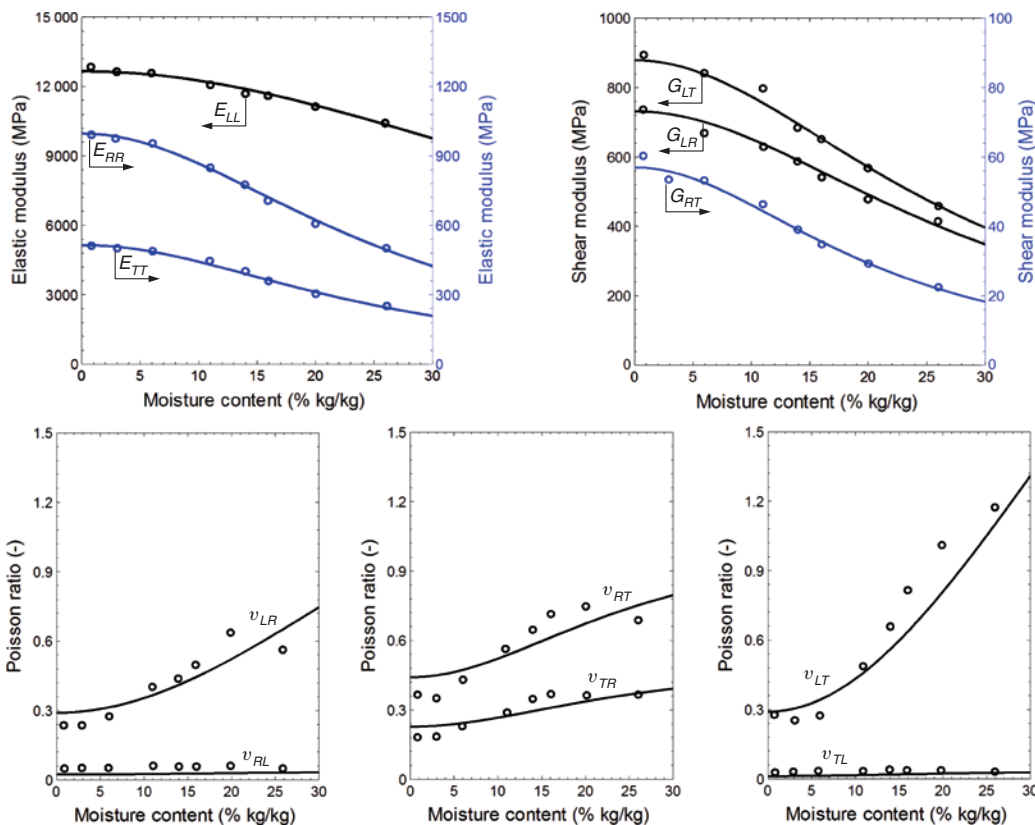 15 000
12 000
9000
6000
3000
0
Elastic modulus (MPa)
1500
1200
900
600
300
0
Elastic modulus (MPa)
E_LL
E_RR
E_TT
0 5 10 15 20 25 30
Moisture content (% kg/kg)
1000
800
600
400
200
0
Shear modulus (MPa)
100
80
60
40
20
0
Shear modulus (MPa)
G_LT
G_LR
G_RT
0 5 10 15 20 25 30
Moisture content (% kg/kg)
1.5
1.2
0.9
0.6
0.3
0
Poisson ratio (-)
v_LR
v_RL
0 5 10 15 20 25 30
Moisture content (% kg/kg)
1.5
1.2
0.9
0.6
0.3
0
Poisson ratio (-)
v_RT
v_TR
0 5 10 15 20 25 30
Moisture content (% kg/kg)
1.5
1.2
0.9
0.6
0.3
0
Poisson ratio (-)
v_LT
v_TL
0 5 10 15 20 25 30
Moisture content (% kg/kg)